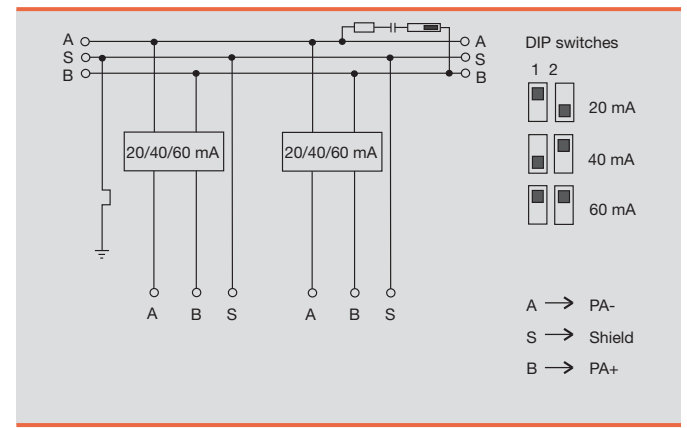 A A
S S
B B
20/40/60 mA 20/40/60 mA
A B S A B S
DIP switches
1 2
20 mA
40 mA
60 mA
A → PA-
S → Shield
B → PA+